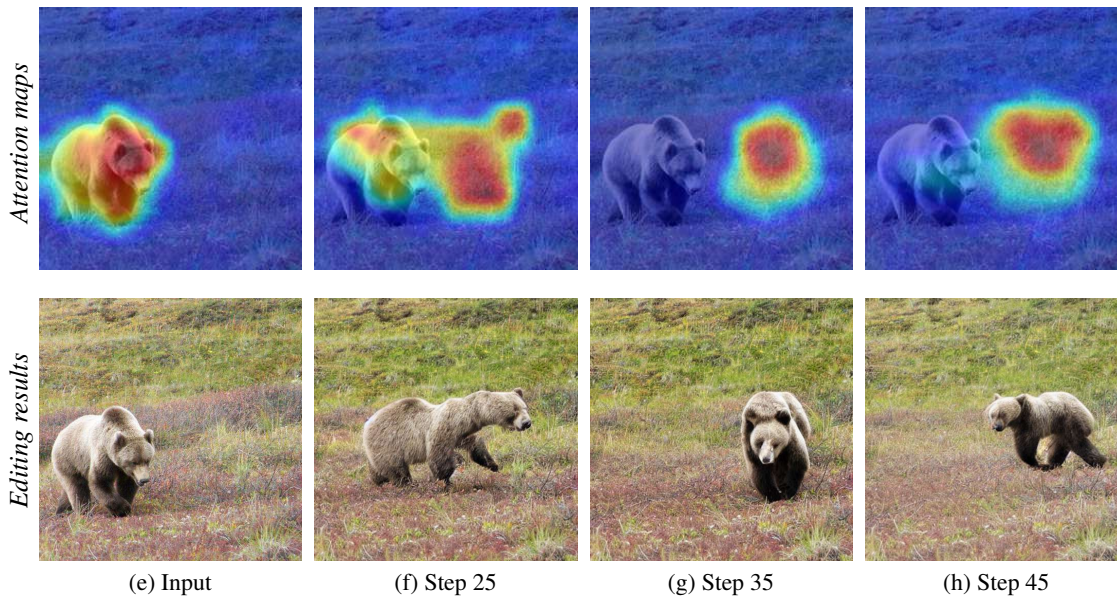 Attention maps
Editing results
(e) Input
(f) Step 25
(g) Step 35
(h) Step 45